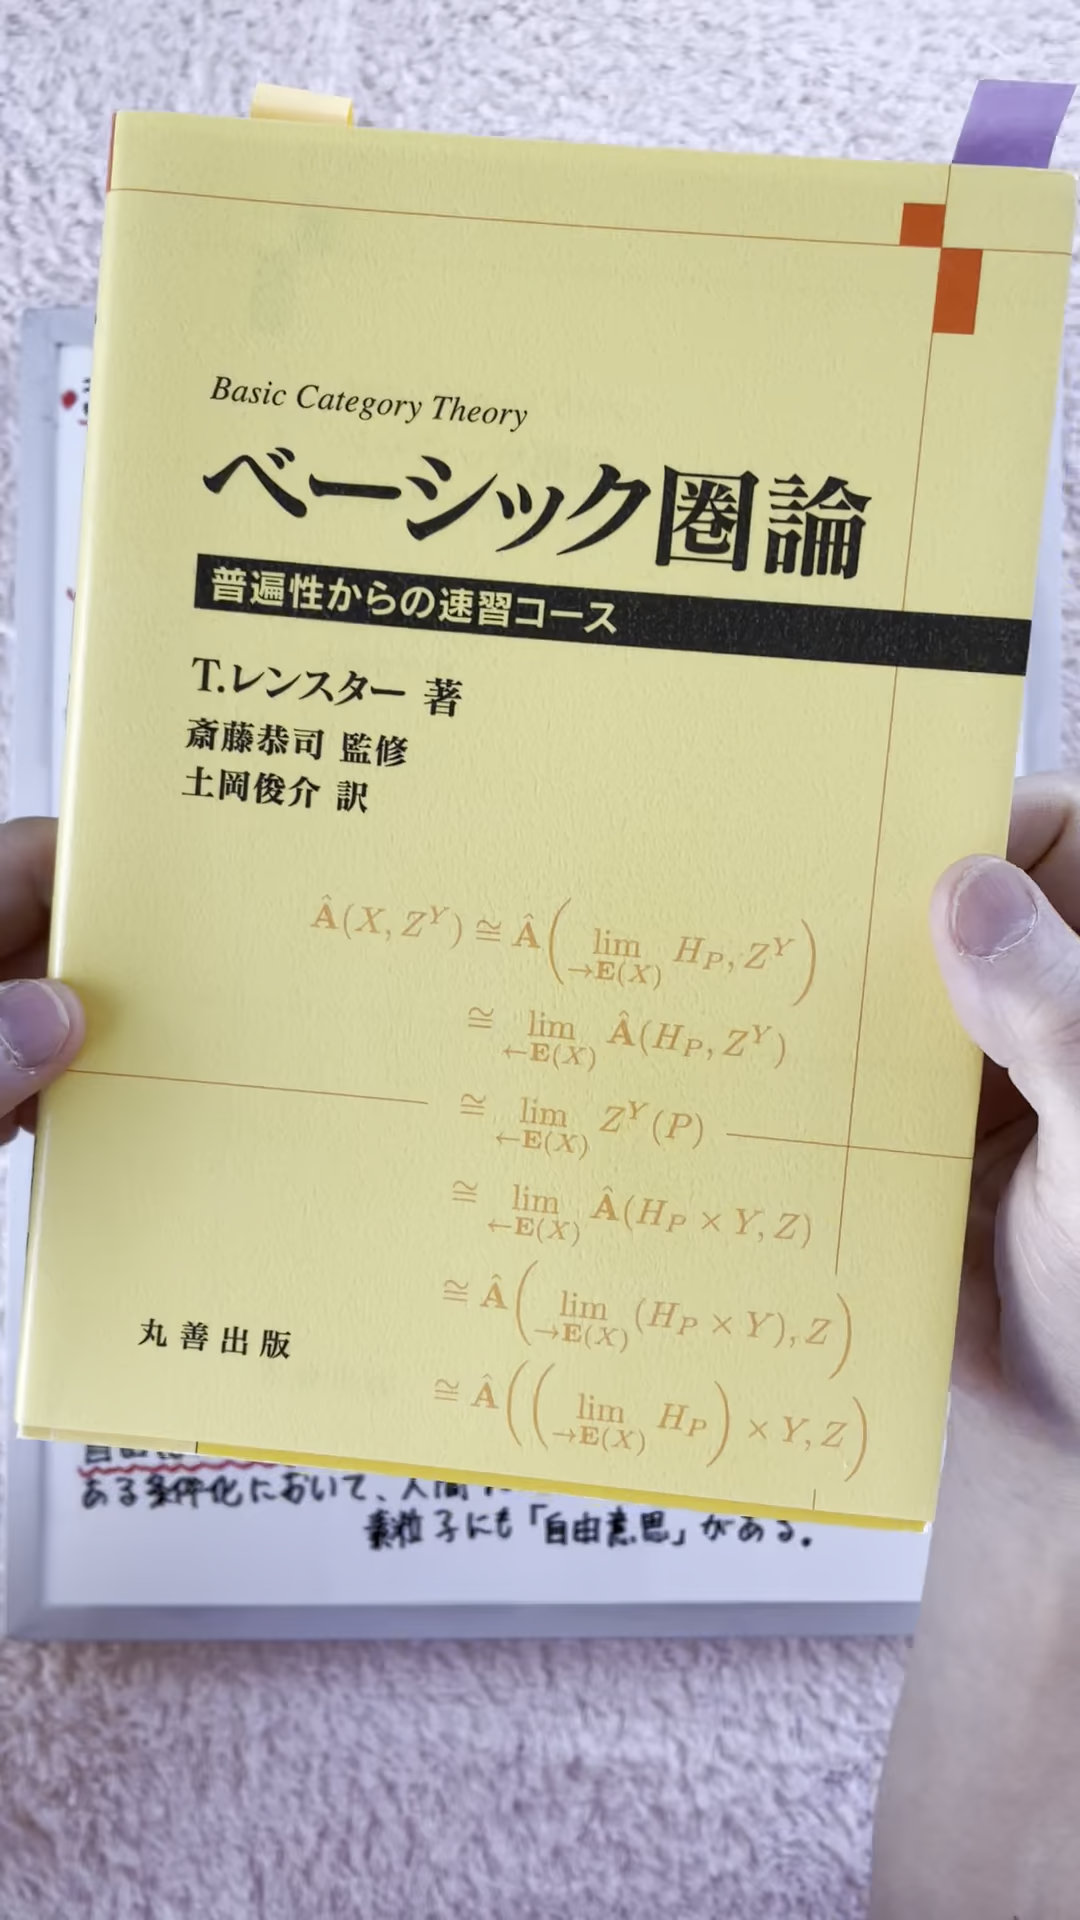 Basic Category Theory
ベーシック圏論
普遍性からの速習コース
T.レンスター 著
斎藤恭司 監修
土岡俊介 訳
Â(X, Z^Y) ≅ Â(lim_{→E(X)} H_P, Z^Y)
≅ lim_{←E(X)} Â(H_P, Z^Y)
≅ lim_{←E(X)} Z^Y(P)
≅ lim_{←E(X)} Â(H_P × Y, Z)
≅ Â(lim_{→E(X)} (H_P × Y), Z)
≅ Â((lim_{→E(X)} H_P) × Y, Z)
丸善出版
ある条件化において、人間
素粒子にも「自由意思」がある。